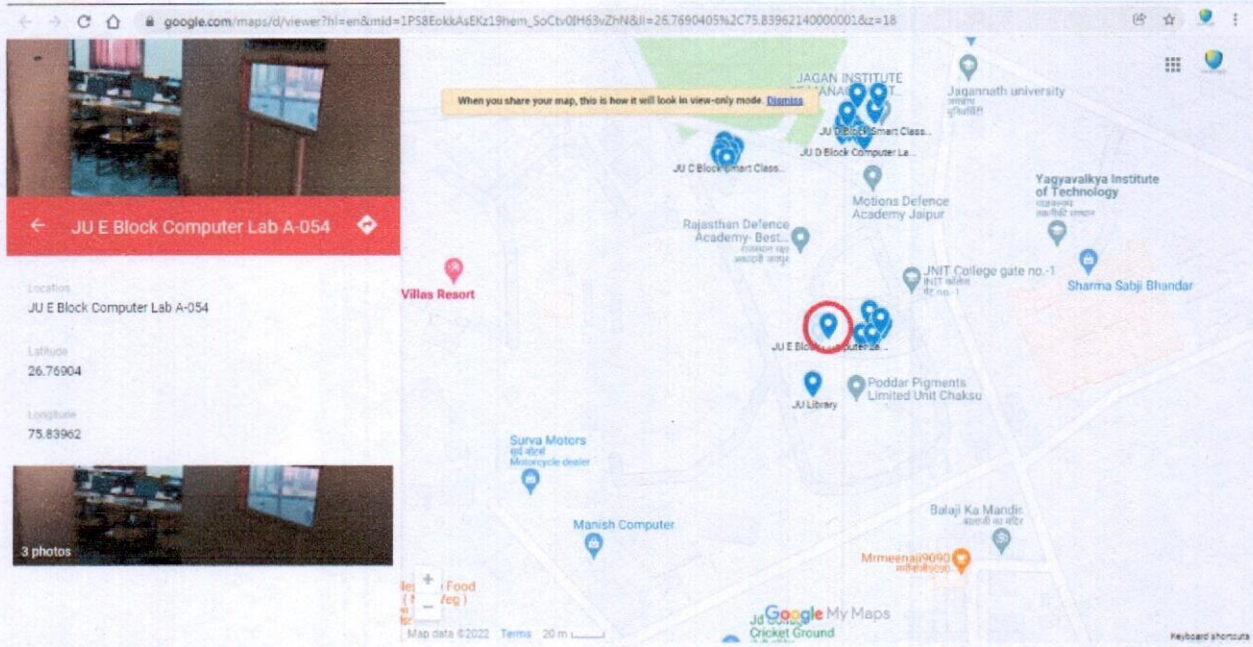 google.com/maps/d/viewer?hl=en&mid=1PS8EokkAsEKz19hem_SoCtv0IH63vZhN&ll=26.7690405%2C75.83962140000001&z=18
JU E Block Computer Lab A-054
Location
JU E Block Computer Lab A-054
Latitude
26.76904
Longitude
75.83962
3 photos
When you share your map, this is how it will look in view-only mode. Dismiss
JAGAN INSTITUTE
Jagannath university
JU D Block Smart Class...
JU D Block Computer La...
JU C Block Smart Class...
Motions Defence
Academy Jaipur
Yagyavalkya Institute
of Technology
Rajasthan Defence
Academy- Best...
JNIT College gate no.-1
Sharma Sabji Bhandar
Villas Resort
JU E Block
JU Library
Poddar Pigments
Limited Unit Chaksu
Surya Motors
Motorcycle dealer
Manish Computer
Balaji Ka Mandir
बालाजी का मंदिर
Mrmeenaji9090
Food
Veg )
Google My Maps
Cricket Ground
Map data ©2022 Terms 20 m
Keyboard shortcuts